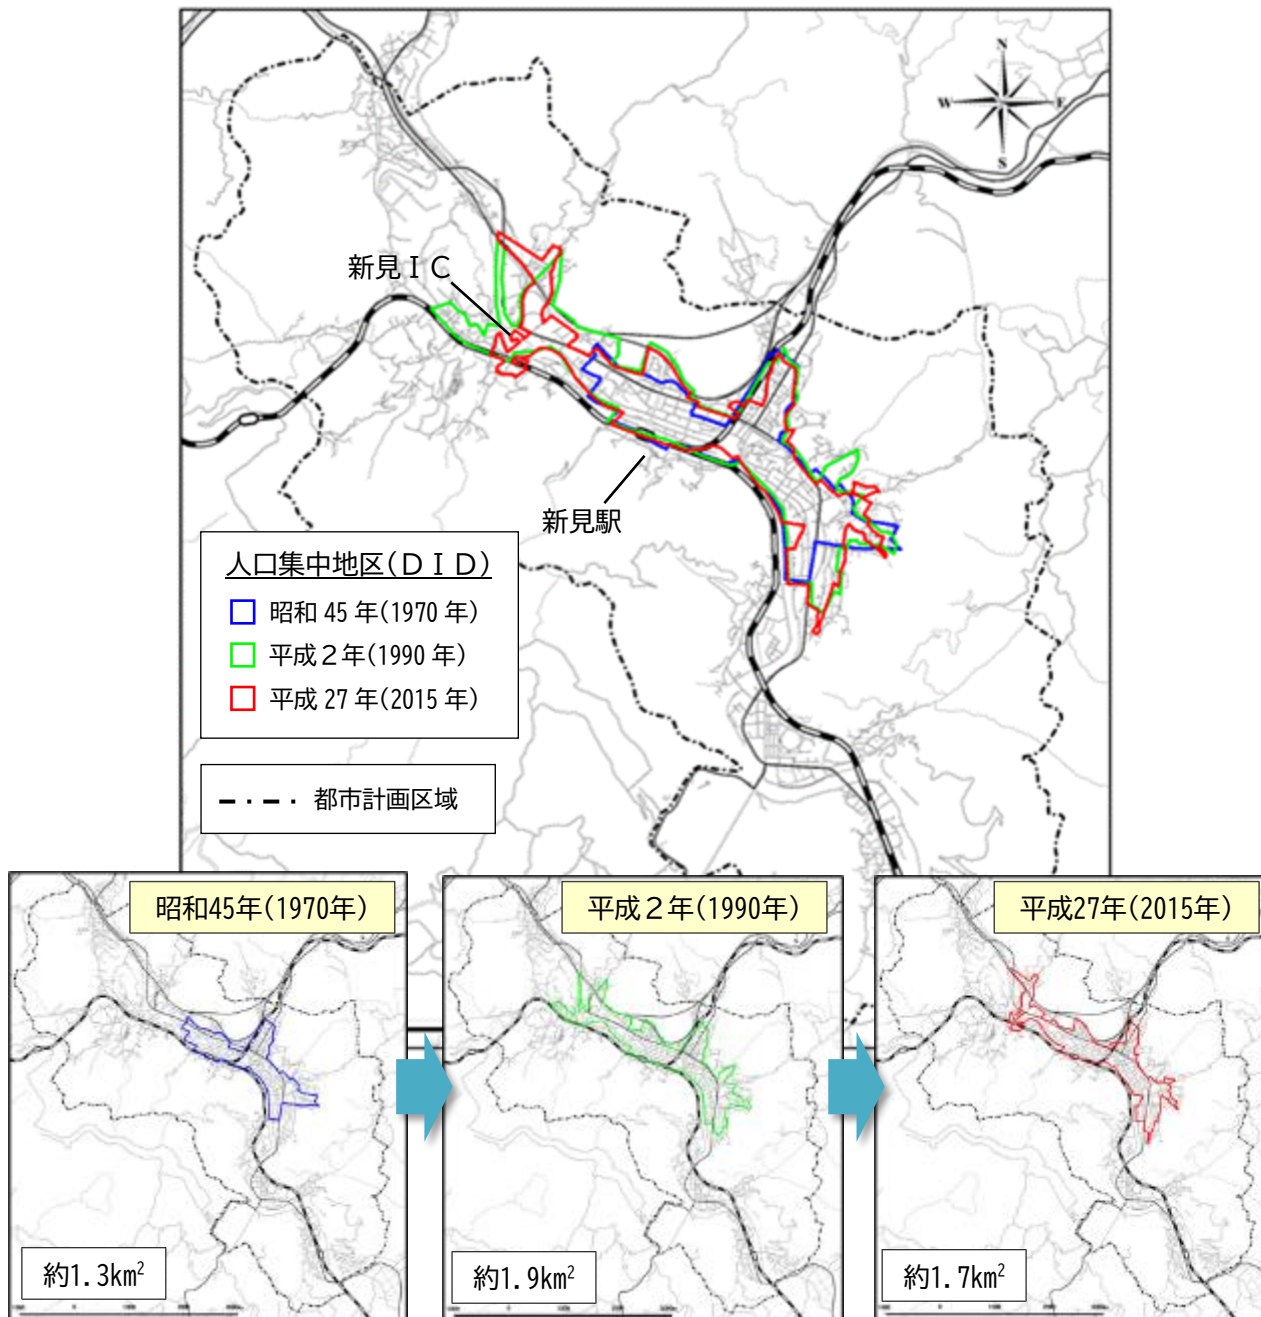 N
W E
S
新見ＩＣ
新見駅
人口集中地区(ＤＩＤ)
昭和 45 年(1970 年)
平成２年(1990 年)
平成 27 年(2015 年)
都市計画区域
昭和45年(1970年)
平成２年(1990年)
平成27年(2015年)
約1.3km²
約1.9km²
約1.7km²